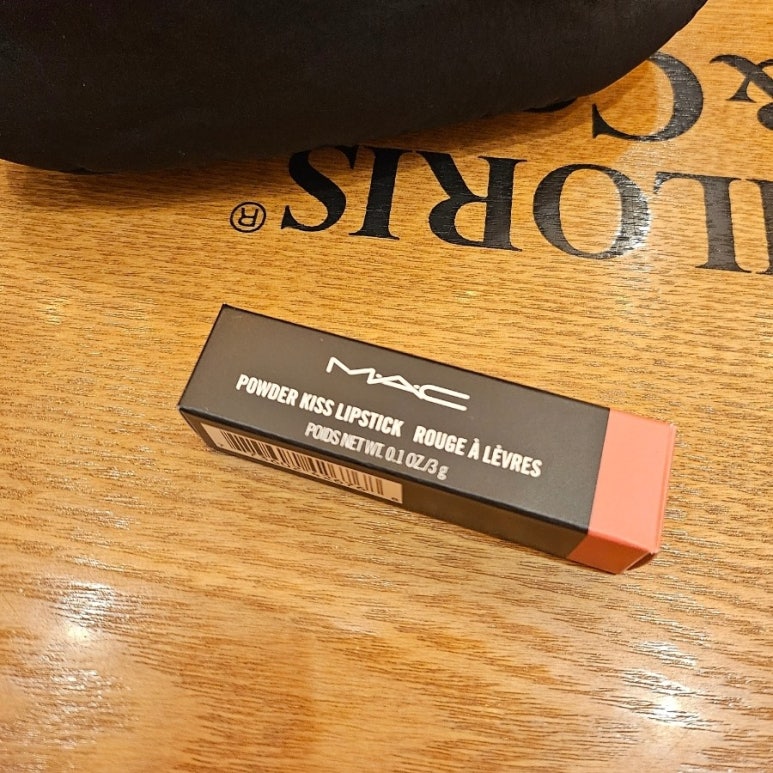 M·A·C
POWDER KISS LIPSTICK ROUGE À LÈVRES
POIDS NET WT. 0.1 OZ./3 g
& C
LORIS®